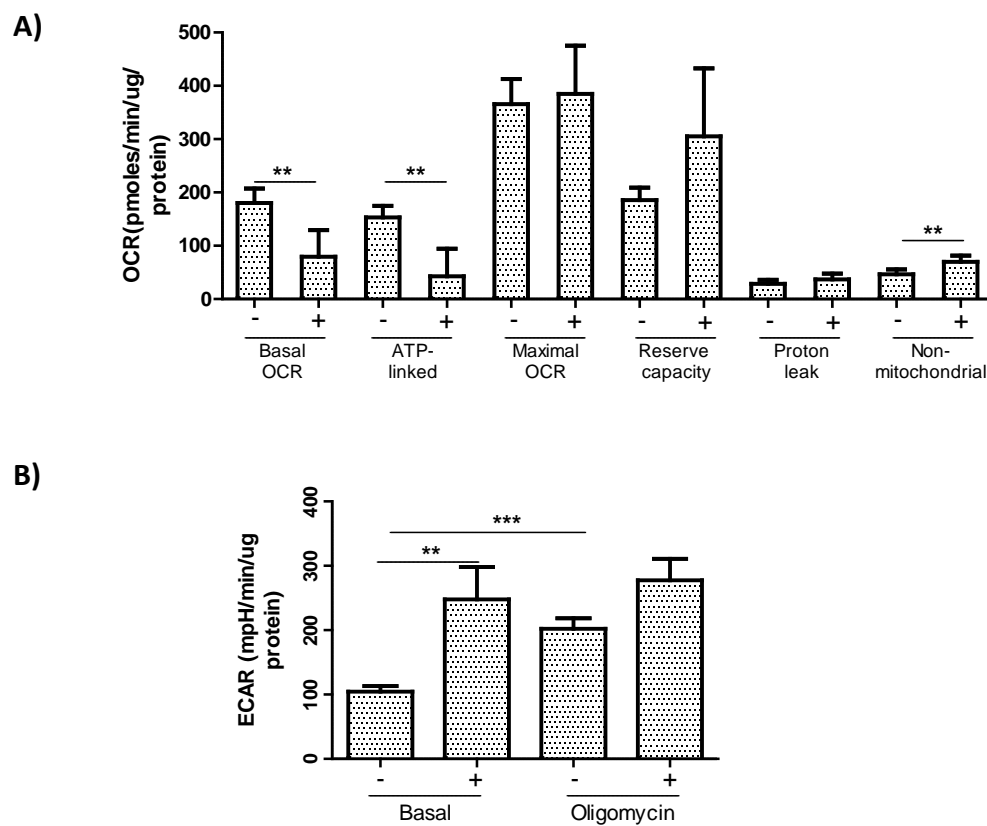 A)
OCR(pmoles/min/ug/
protein)
500
400
300
200
100
0
**
**
**
- + - + - + - + - + - +
Basal
OCR
ATP-
linked
Maximal
OCR
Reserve
capacity
Proton
leak
Non-
mitochondrial
B)
ECAR (mpH/min/ug
protein)
400
300
200
100
0
***
**
- + - +
Basal
Oligomycin